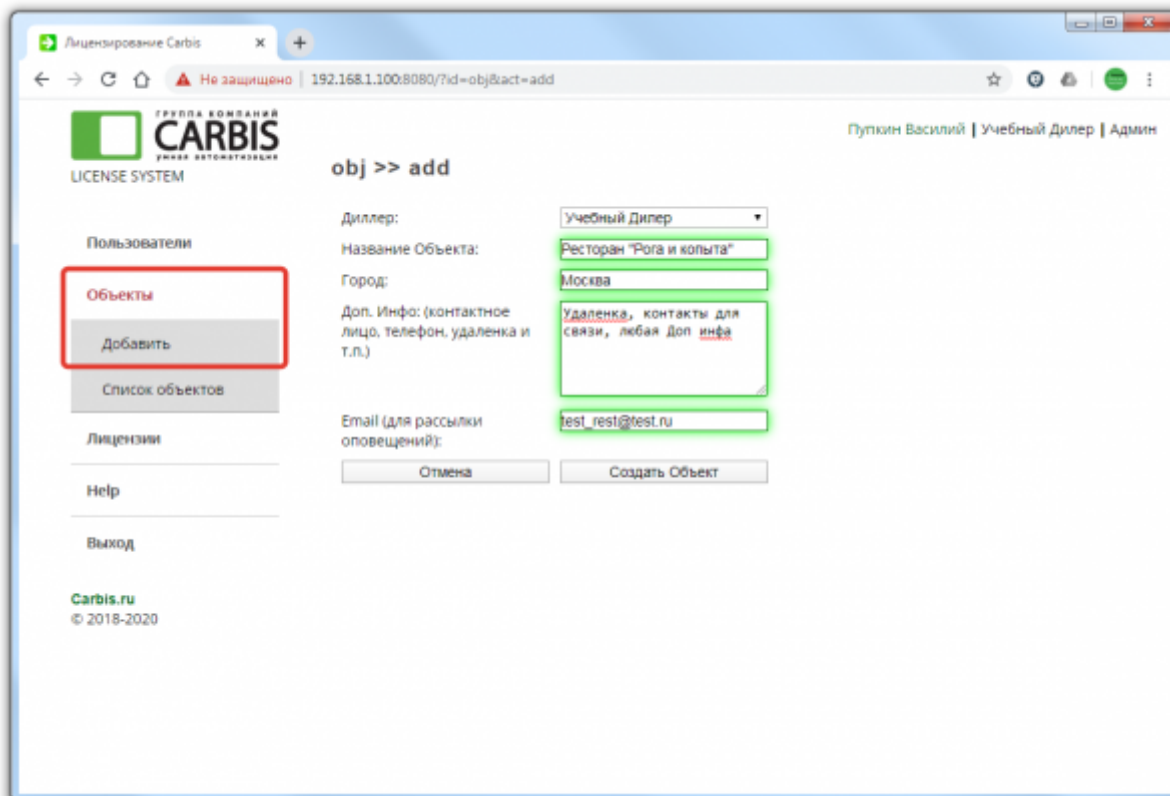 Лицензирование Carbis
Не защищено | 192.168.1.100:8080/?id=obj&act=add
ГРУППА КОМПАНИЙ
CARBIS
умная автоматизация
LICENSE SYSTEM
Пупкин Василий | Учебный Дилер | Админ
obj >> add
Диллер: Учебный Дилер
Название Объекта: Ресторан "Рога и копыта"
Город: Москва
Доп. Инфо: (контактное
лицо, телефон, удаленка и
т.п.)
Удаленка, контакты для
связи, любая Доп инфа
Email (для рассылки
оповещений):
test_rest@test.ru
Отмена Создать Объект
Пользователи
Объекты
Добавить
Список объектов
Лицензии
Help
Выход
Carbis.ru
© 2018-2020